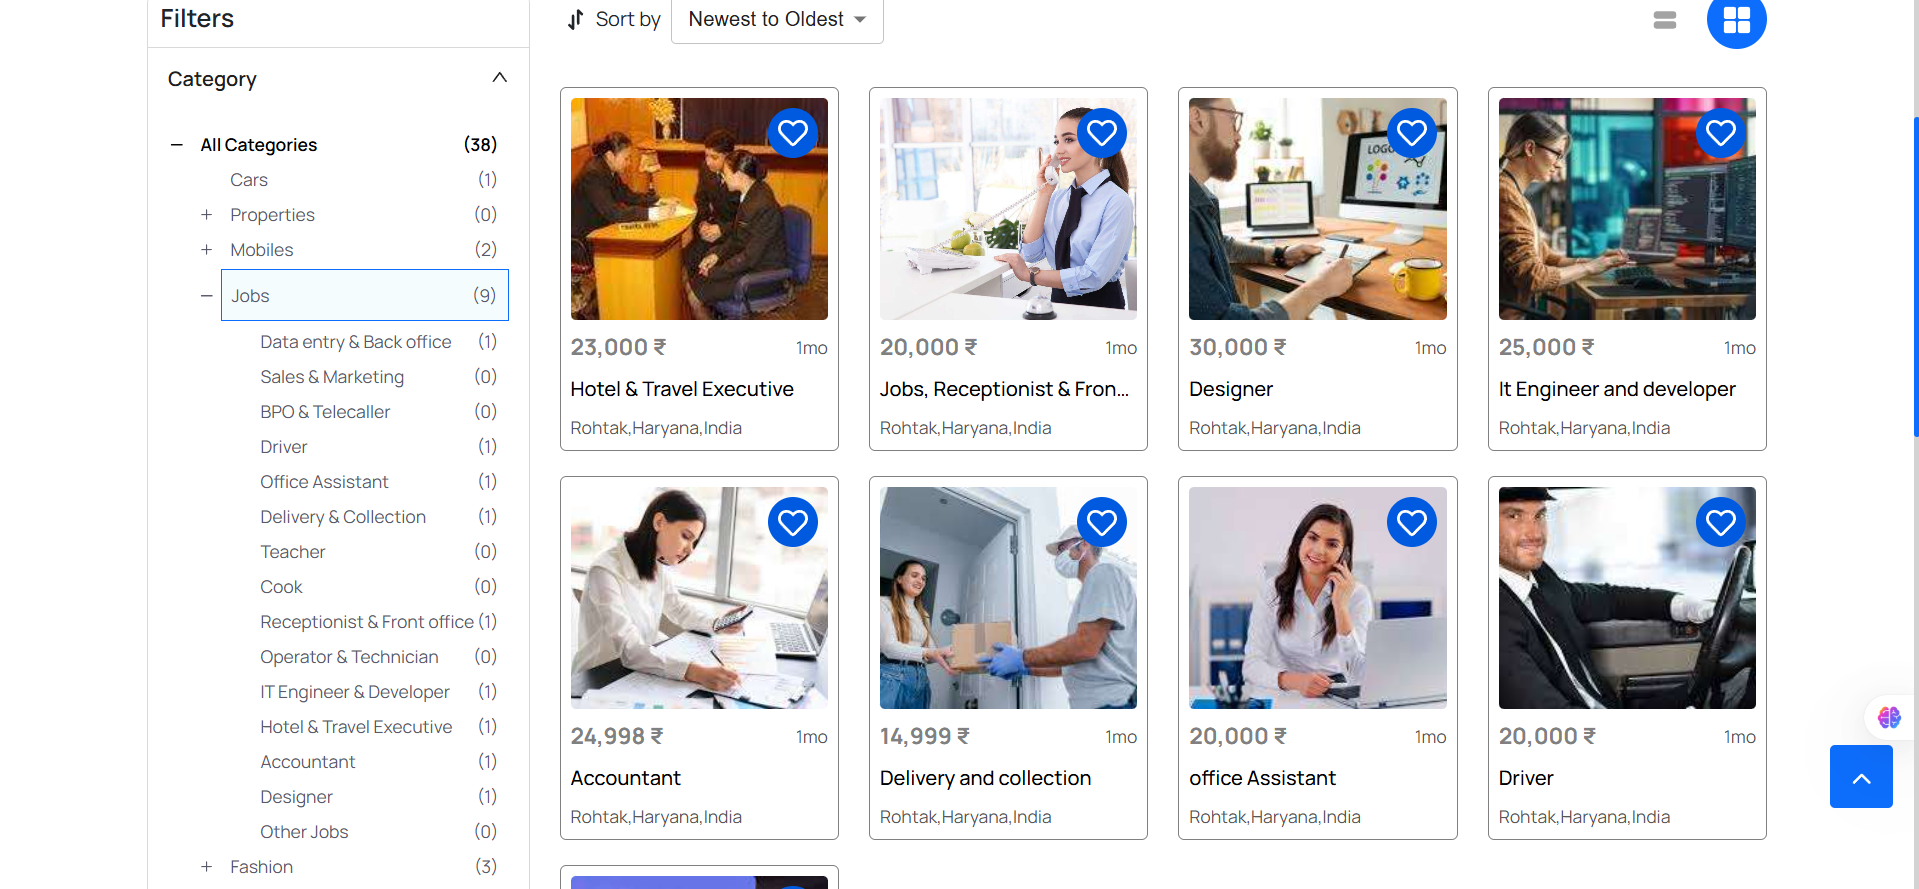 Filters
Sort by
Newest to Oldest
Category
All Categories (38)
Cars (1)
Properties (0)
Mobiles (2)
Jobs (9)
Data entry & Back office (1)
Sales & Marketing (0)
BPO & Telecaller (0)
Driver (1)
Office Assistant (1)
Delivery & Collection (1)
Teacher (0)
Cook (0)
Receptionist & Front office (1)
Operator & Technician (0)
IT Engineer & Developer (1)
Hotel & Travel Executive (1)
Accountant (1)
Designer (1)
Other Jobs (0)
Fashion (3)
23,000 ₹ 1mo
Hotel & Travel Executive
Rohtak,Haryana,India
LOGO
20,000 ₹ 1mo
Jobs, Receptionist & Fron...
Rohtak,Haryana,India
30,000 ₹ 1mo
Designer
Rohtak,Haryana,India
25,000 ₹ 1mo
It Engineer and developer
Rohtak,Haryana,India
24,998 ₹ 1mo
Accountant
Rohtak,Haryana,India
14,999 ₹ 1mo
Delivery and collection
Rohtak,Haryana,India
20,000 ₹ 1mo
office Assistant
Rohtak,Haryana,India
20,000 ₹ 1mo
Driver
Rohtak,Haryana,India